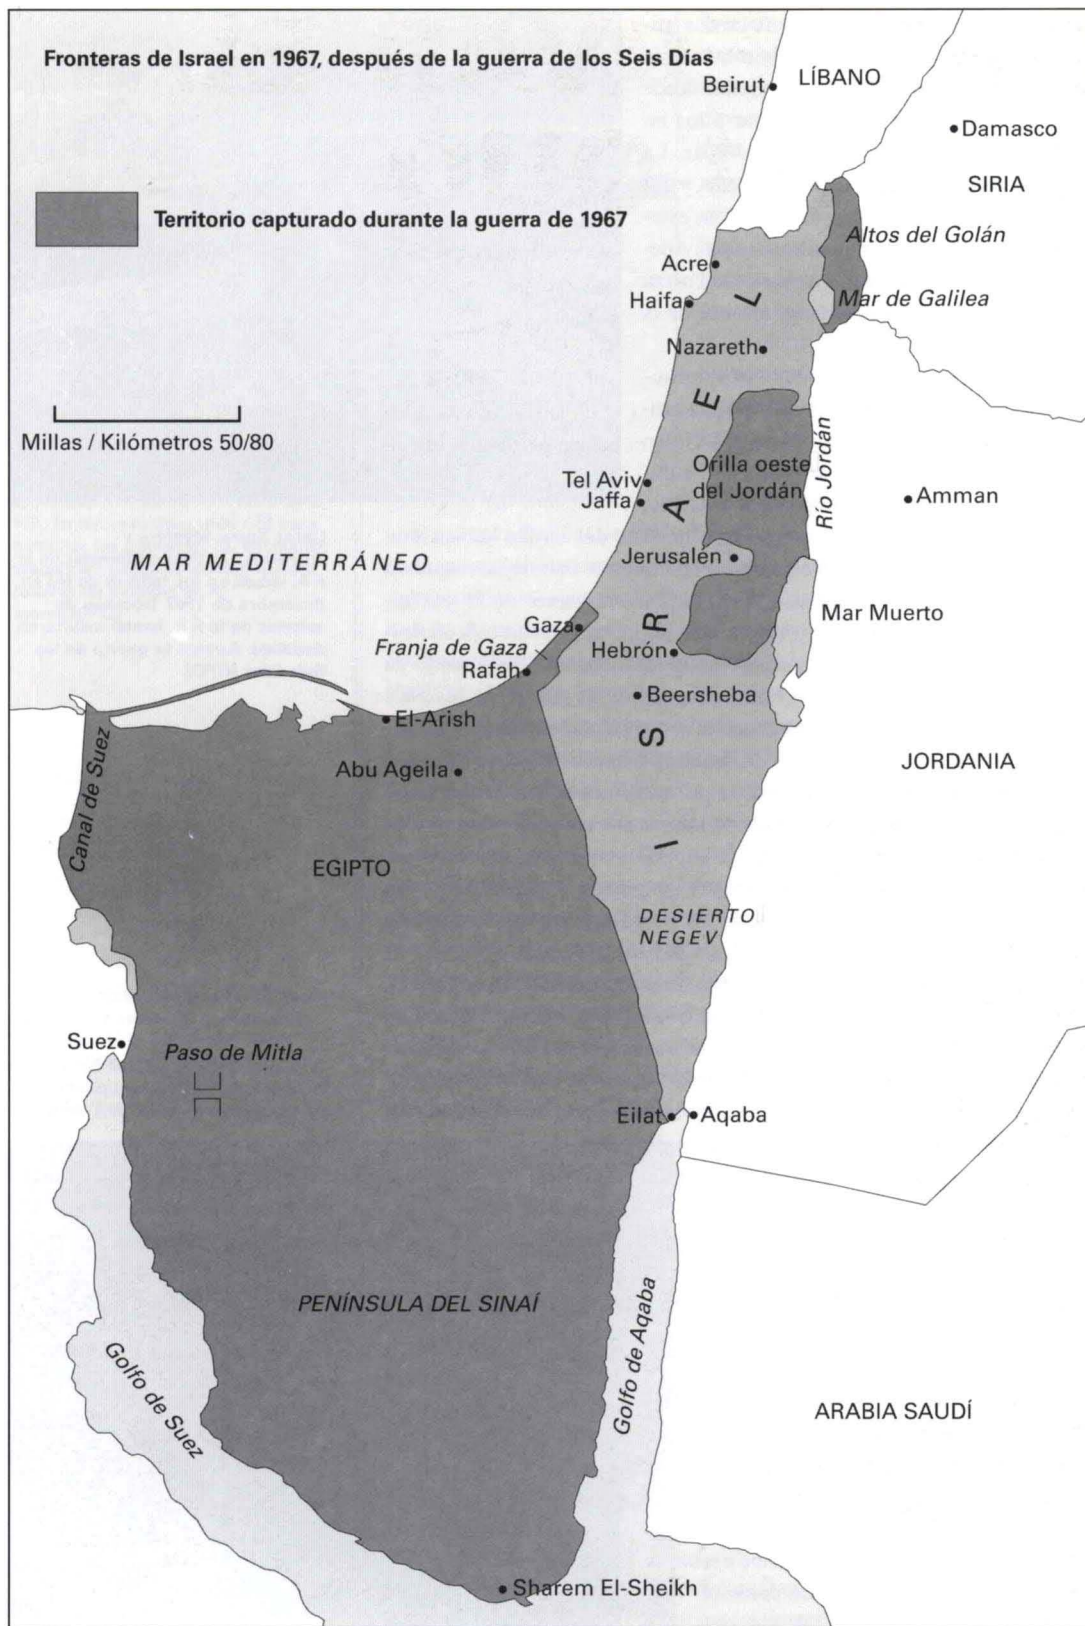 Fronteras de Israel en 1967, después de la guerra de los Seis Días
Beirut
LÍBANO
Damasco
SIRIA
Territorio capturado durante la guerra de 1967
Altos del Golán
Acre
Haifa
Mar de Galilea
Nazareth
Millas / Kilómetros 50/80
ISRAEL
Orilla oeste
del Jordán
Río Jordán
Tel Aviv
Jaffa
Amman
MAR MEDITERRÁNEO
Jerusalén
Mar Muerto
Gaza
Franja de Gaza
Hebrón
Rafah
Beersheba
El-Arish
Canal de Suez
Abu Ageila
JORDANIA
EGIPTO
DESIERTO
NEGEV
Suez
Paso de Mitla
Eilat
Aqaba
PENÍNSULA DEL SINAÍ
Golfo de Suez
Golfo de Aqaba
ARABIA SAUDÍ
Sharem El-Sheikh